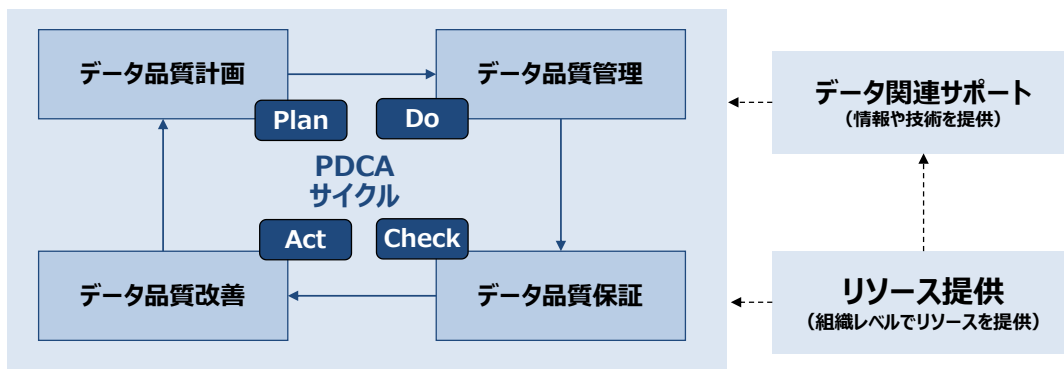 データ品質計画
データ品質管理
Plan
Do
PDCA
サイクル
Act
Check
データ品質改善
データ品質保証
データ関連サポート
（情報や技術を提供）
リソース提供
（組織レベルでリソースを提供）